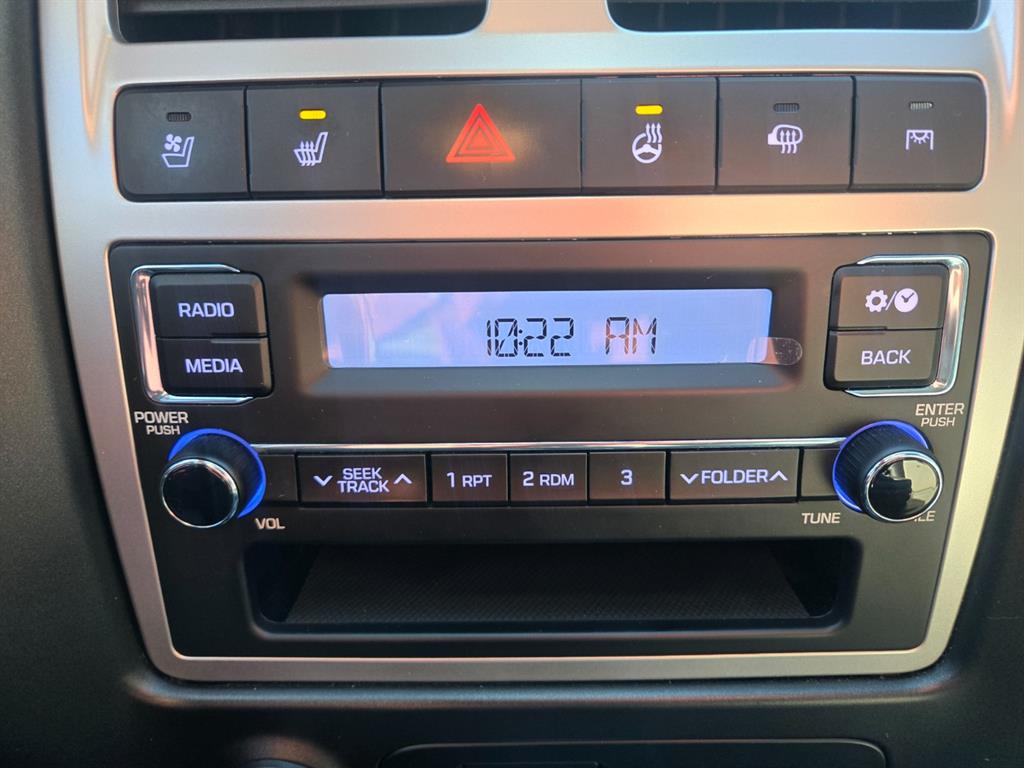 RADIO
10:22 AM
MEDIA
BACK
POWER
PUSH
ENTER
PUSH
SEEK
TRACK
1 RPT
2 RDM
3
FOLDER
VOL
TUNE